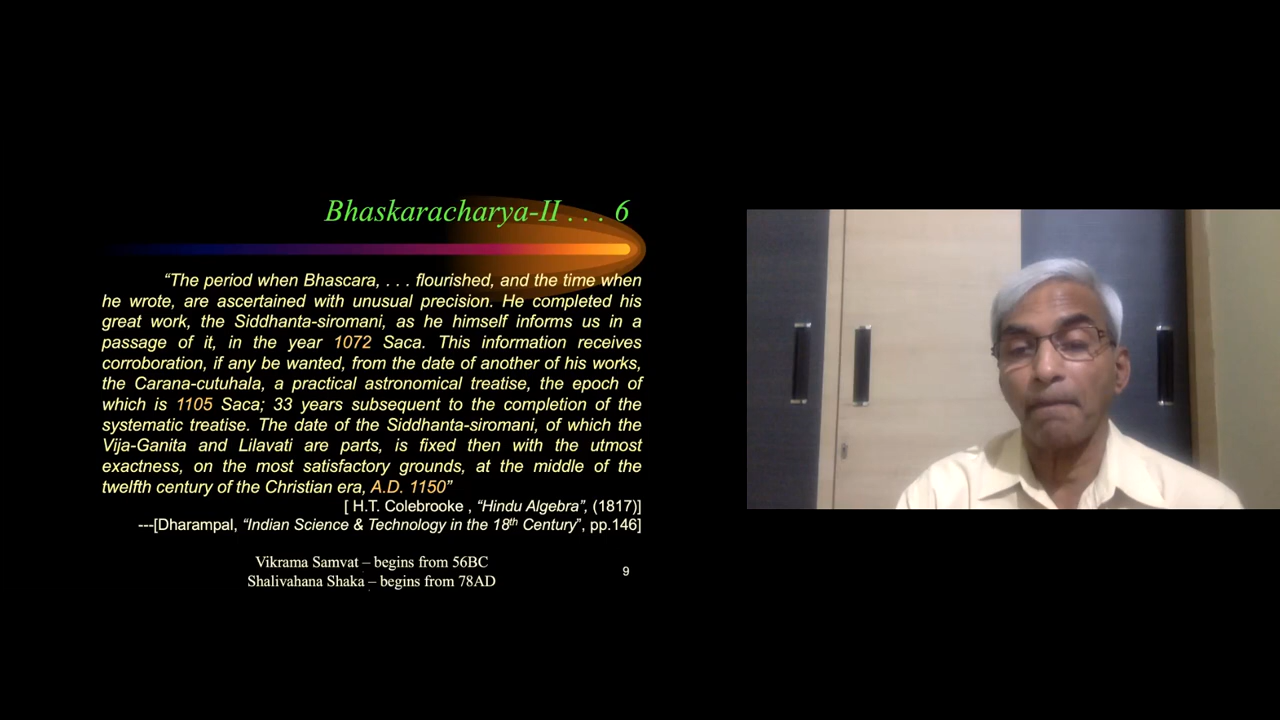 Bhaskaracharya-II . . . 6
“The period when Bhascara, . . . flourished, and the time when
he wrote, are ascertained with unusual precision. He completed his
great work, the Siddhanta-siromani, as he himself informs us in a
passage of it, in the year 1072 Saca. This information receives
corroboration, if any be wanted, from the date of another of his works,
the Carana-cutuhala, a practical astronomical treatise, the epoch of
which is 1105 Saca; 33 years subsequent to the completion of the
systematic treatise. The date of the Siddhanta-siromani, of which the
Vija-Ganita and Lilavati are parts, is fixed then with the utmost
exactness, on the most satisfactory grounds, at the middle of the
twelfth century of the Christian era, A.D. 1150”
[ H.T. Colebrooke , “Hindu Algebra”, (1817)]
---[Dharampal, “Indian Science & Technology in the 18th Century”, pp.146]
Vikrama Samvat – begins from 56BC
Shalivahana Shaka – begins from 78AD
9